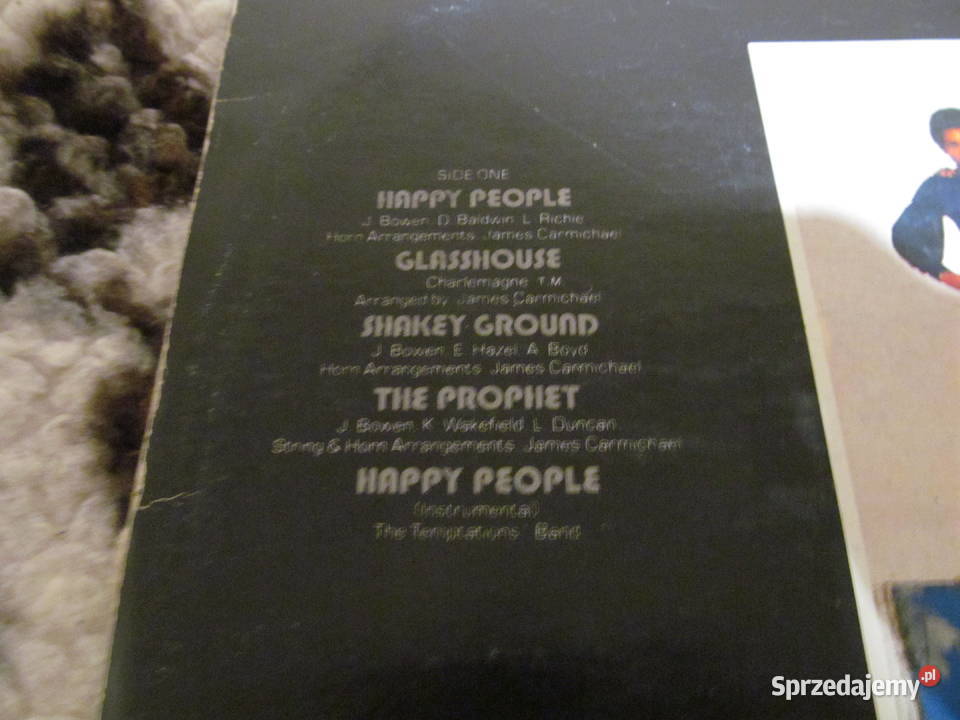 SIDE ONE
HAPPY PEOPLE
J. Bowen D. Baldwin L. Richie
Horn Arrangements James Carmichael
GLASSHOUSE
Charlemagne T.M.
Arranged by James Carmichael
SHAKEY GROUND
J. Bowen E. Hazel A. Boyd
Horn Arrangements James Carmichael
THE PROPHET
J. Bowen K. Wakefield L. Duncan
String & Horn Arrangements James Carmichael
HAPPY PEOPLE
(Instrumental)
The Temptations Band
Sprzedajemy.pl